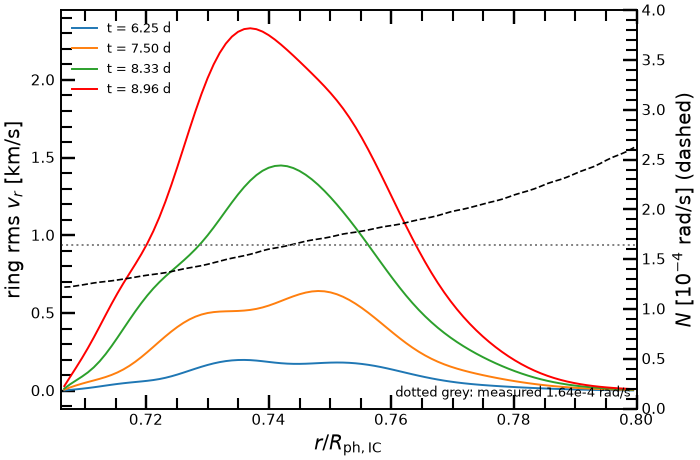 t = 6.25 d
t = 7.50 d
t = 8.33 d
t = 8.96 d
ring rms v_r [km/s]
0.0
0.5
1.0
1.5
2.0
N [10^−4 rad/s] (dashed)
0.0
0.5
1.0
1.5
2.0
2.5
3.0
3.5
4.0
dotted grey: measured 1.64e-4 rad/s
0.72
0.74
0.76
0.78
0.80
r/R_ph, IC